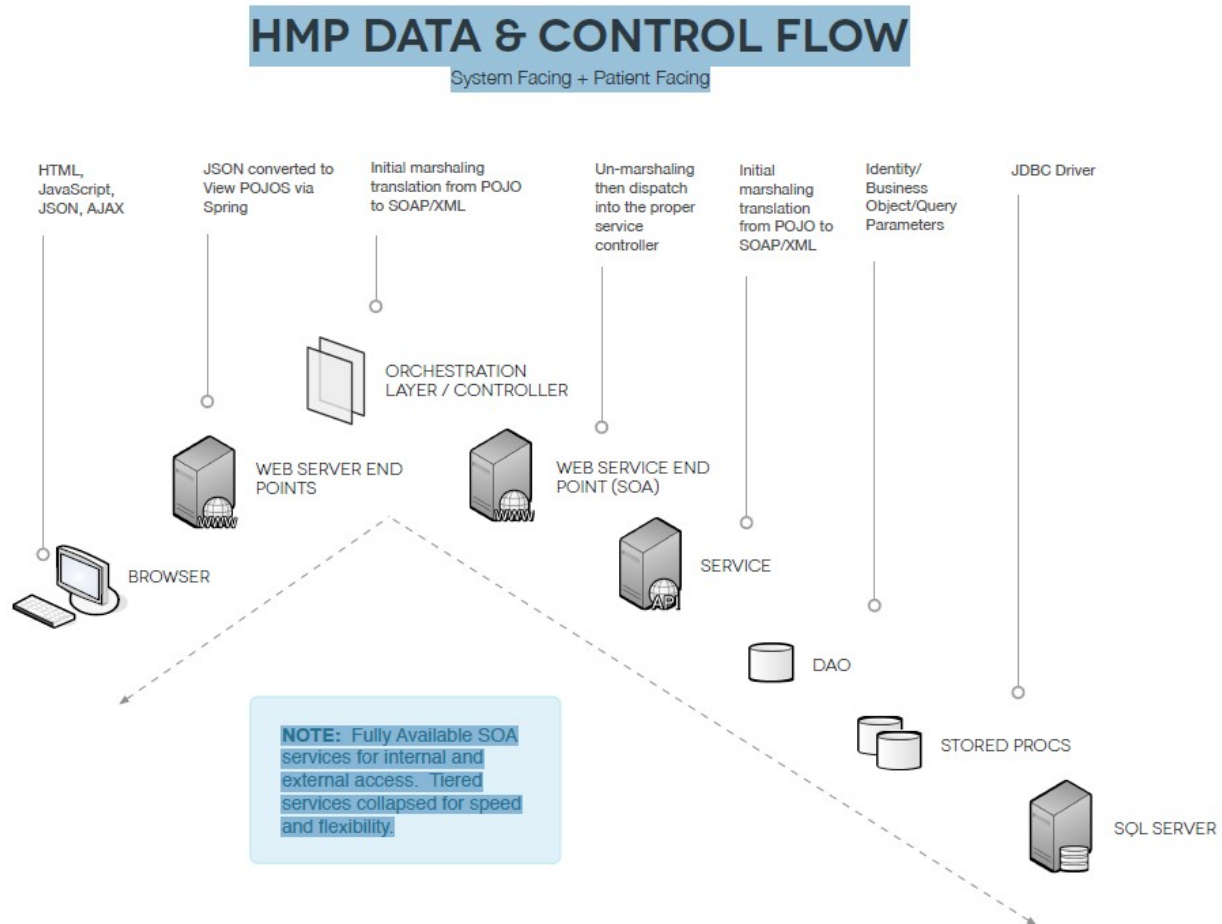 HMP DATA & CONTROL FLOW
System Facing + Patient Facing
HTML,
JavaScript,
JSON, AJAX
JSON converted to
View POJOS via
Spring
Initial marshaling
translation from POJO
to SOAP/XML
Un-marshaling
then dispatch
into the proper
service
controller
Initial
marshaling
translation
from POJO to
SOAP/XML
Identity/
Business
Object/Query
Parameters
JDBC Driver
ORCHESTRATION
LAYER / CONTROLLER
WEB SERVER END
POINTS
WWW
WEB SERVICE END
POINT (SOA)
WWW
BROWSER
SERVICE
API
DAO
STORED PROCS
SQL SERVER
NOTE: Fully Available SOA
services for internal and
external access. Tiered
services collapsed for speed
and flexibility.